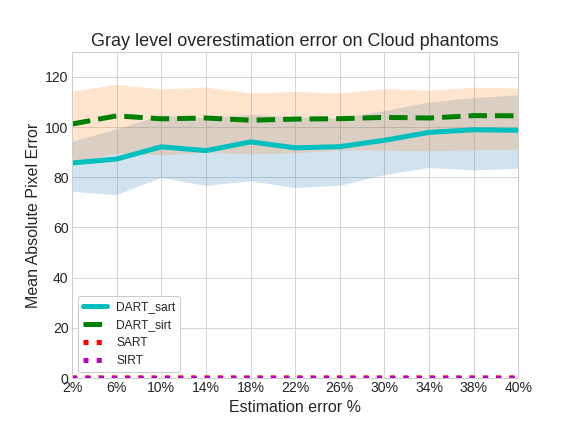 Gray level overestimation error on Cloud phantoms
Mean Absolute Pixel Error
120
100
80
60
40
20
0
DART_sart
DART_sirt
SART
SIRT
2% 6% 10% 14% 18% 22% 26% 30% 34% 38% 40%
Estimation error %